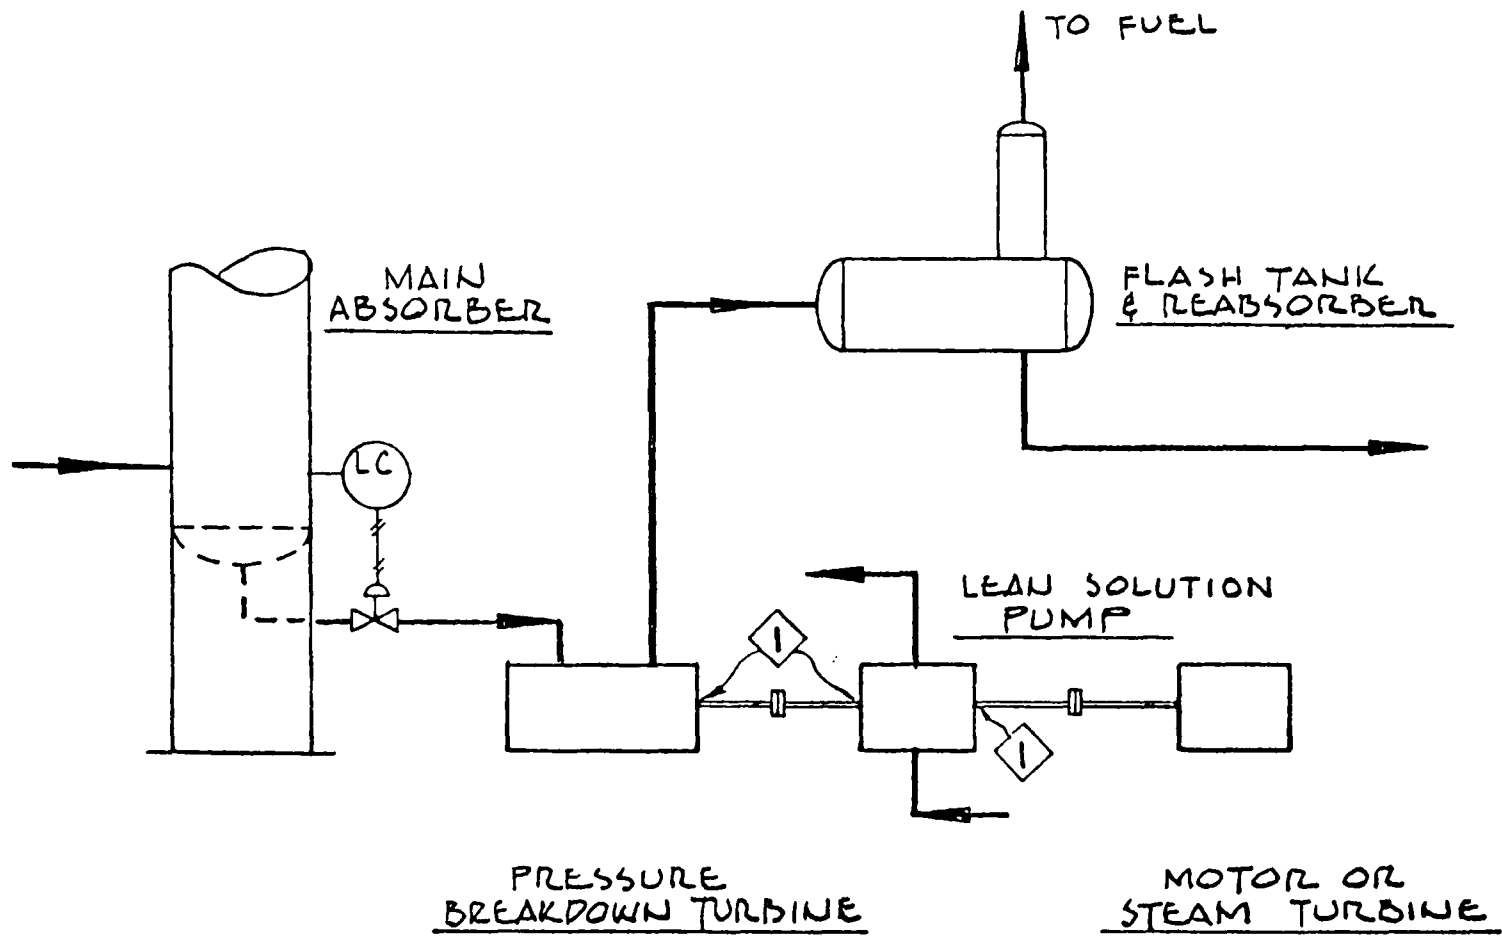 TO FUEL
MAIN
ABSORBER
FLASH TANK
& REABSORBER
LC
LEAN SOLUTION
PUMP
1
1
PRESSURE
BREAKDOWN TURBINE
MOTOR OR
STEAM TURBINE